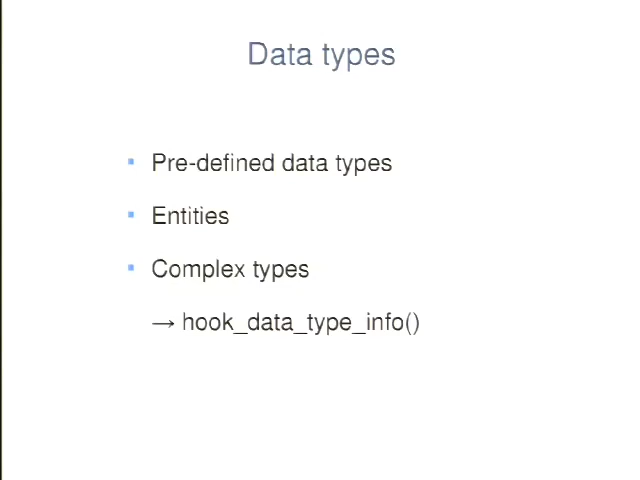 Data types
▪ Pre-defined data types
▪ Entities
▪ Complex types
→ hook_data_type_info()